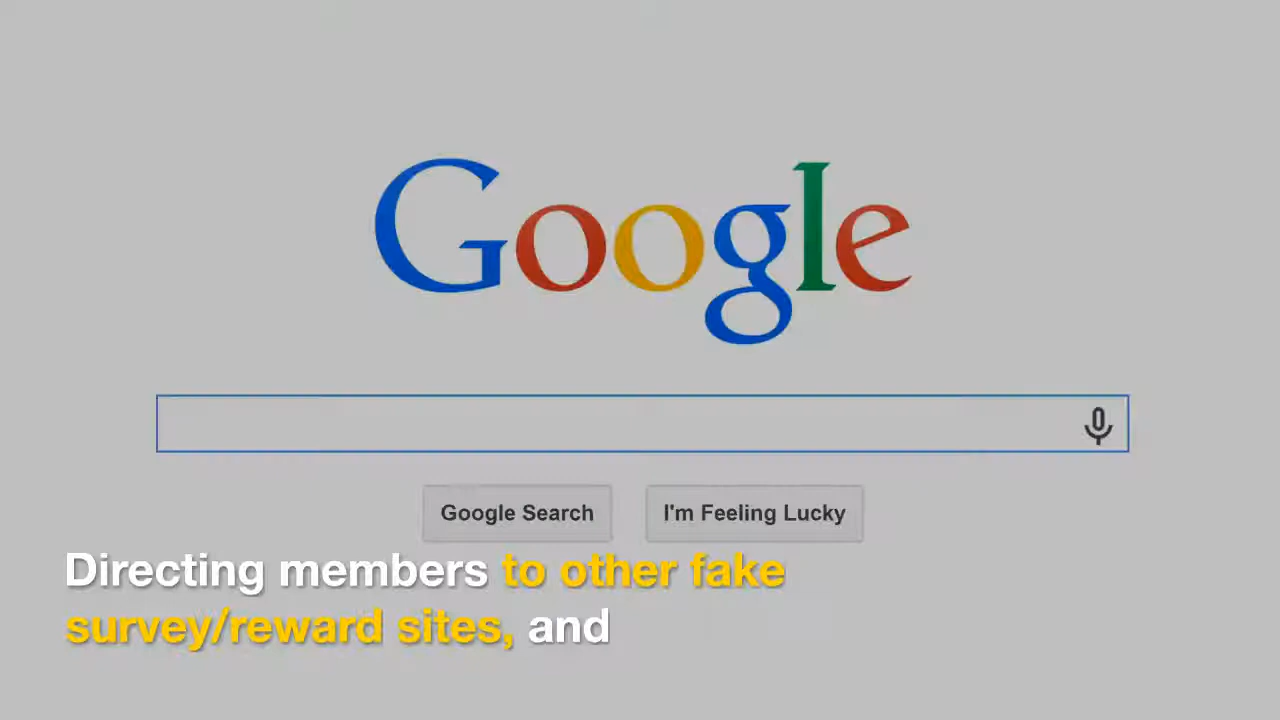 Google
Google Search
I'm Feeling Lucky
Directing members to other fake
survey/reward sites, and